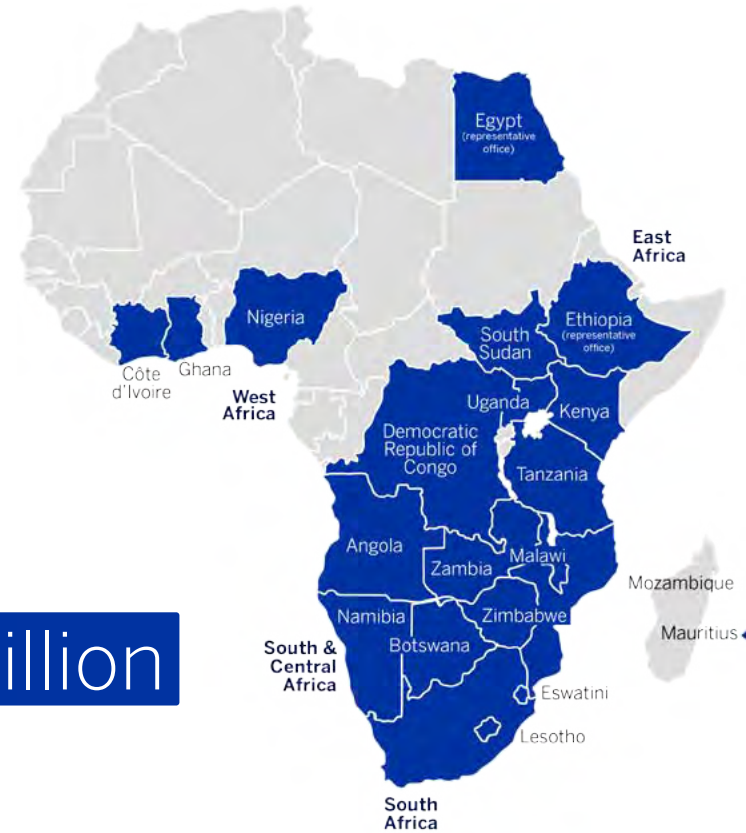 Egypt
(representative
office)
East
Africa
Nigeria
South
Sudan
Ethiopia
(representative
office)
Côte
d'Ivoire
Ghana
West
Africa
Uganda
Kenya
Democratic
Republic of
Congo
Tanzania
Angola
Malawi
Zambia
Mozambique
Namibia
Zimbabwe
illion
Mauritius
Botswana
South &
Central
Africa
Eswatini
Lesotho
South
Africa